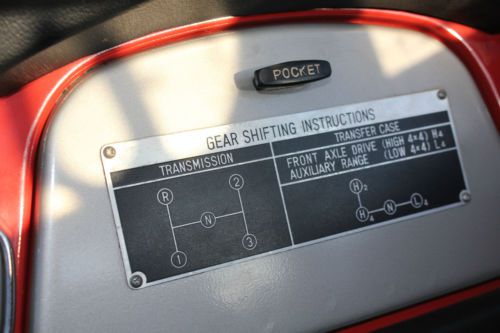 POCKET
GEAR SHIFTING INSTRUCTIONS
TRANSMISSION
R 2
N
1 3
TRANSFER CASE
FRONT AXLE DRIVE (HIGH 4×4) H4
AUXILIARY RANGE (LOW 4×4) L4
H2
H4 N L4